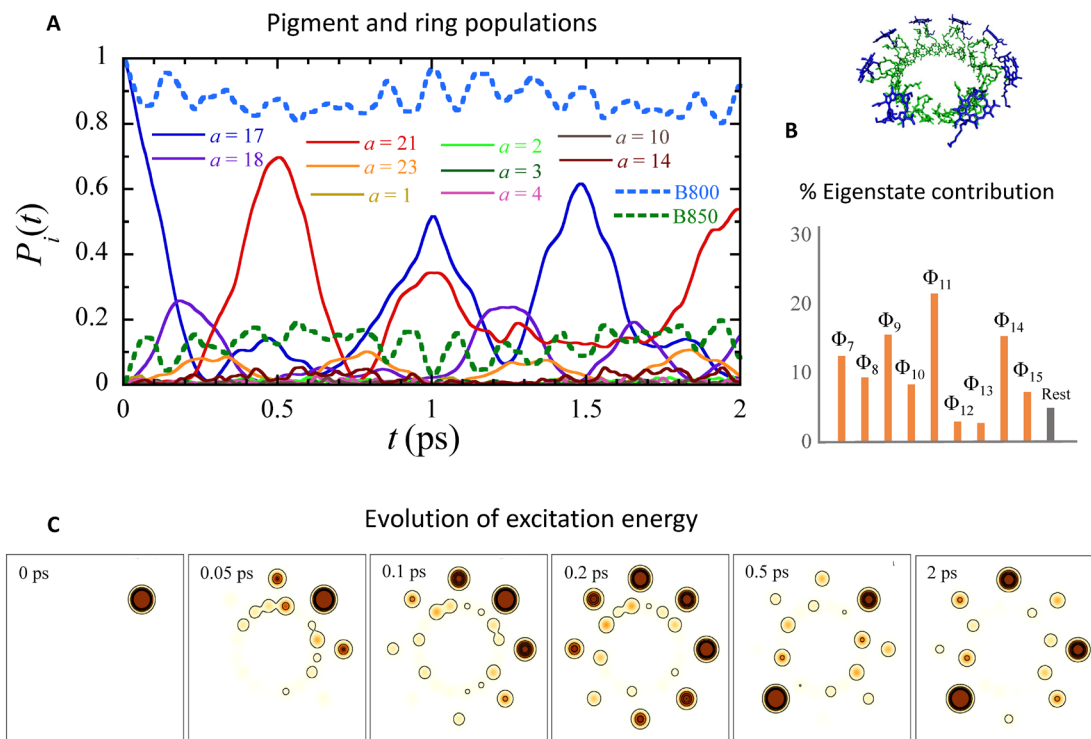 A
Pigment and ring populations
1
0.8
0.6
0.4
0.2
0
P_i(t)
a = 17
a = 18
a = 21
a = 23
a = 1
a = 2
a = 3
a = 4
a = 10
a = 14
B800
B850
0 0.5 1 1.5 2
t (ps)
B
% Eigenstate contribution
30
20
10
0
Φ7
Φ8
Φ9
Φ10
Φ11
Φ12
Φ13
Φ14
Φ15
Rest
C
Evolution of excitation energy
0 ps
0.05 ps
0.1 ps
0.2 ps
0.5 ps
2 ps